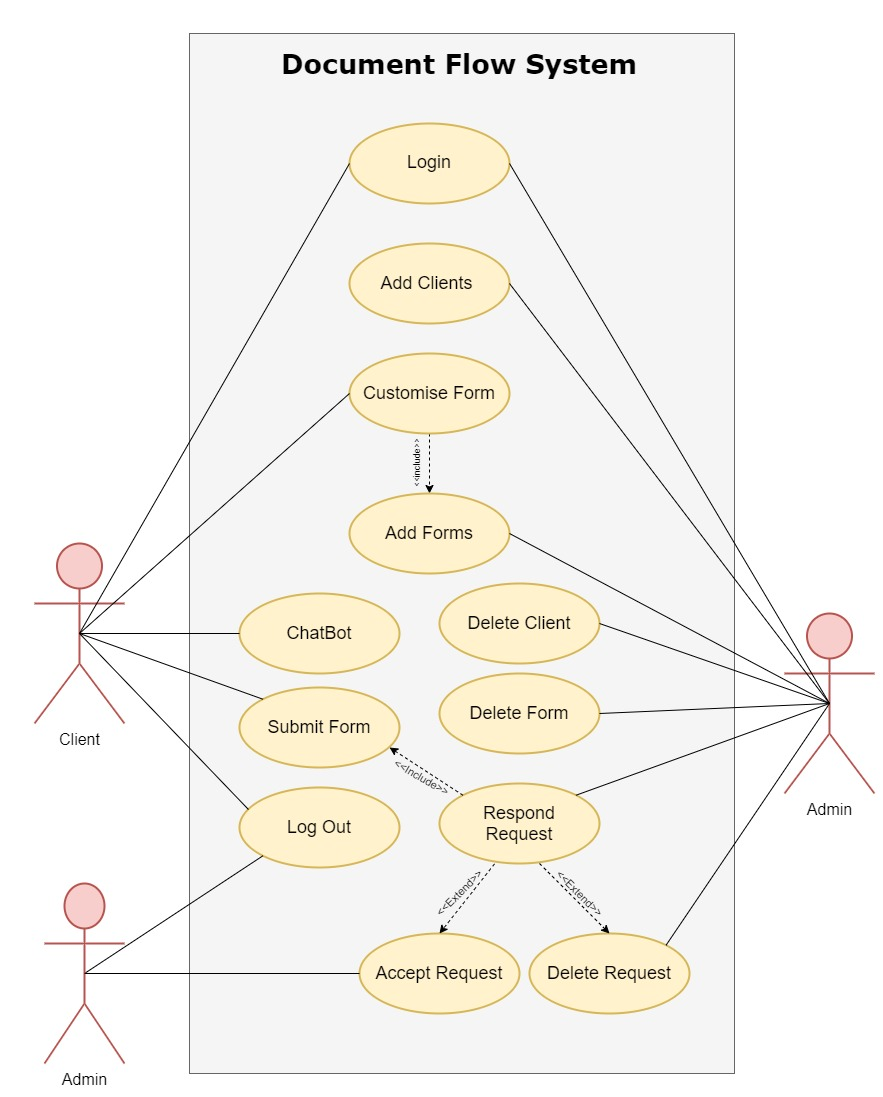 Document Flow System
Login
Add Clients
Customise Form
<<include>>
Add Forms
ChatBot
Delete Client
Client
Submit Form
Delete Form
<<Include>>
Admin
Log Out
Respond
Request
<<Extend>>
<<Extend>>
Accept Request
Delete Request
Admin